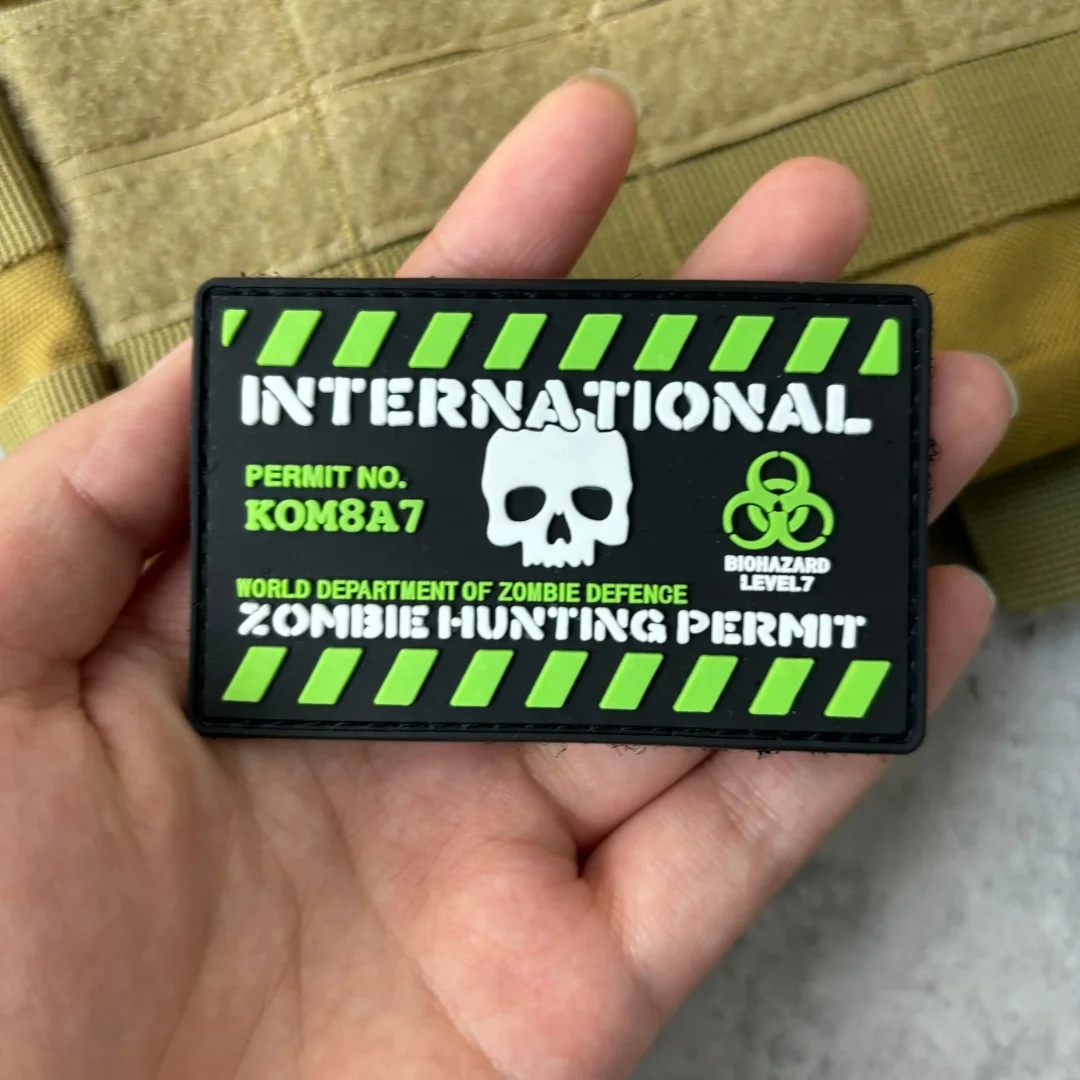 INTERNATIONAL
PERMIT NO.
KOM8A7
BIOHAZARD
LEVEL7
WORLD DEPARTMENT OF ZOMBIE DEFENCE
ZOMBIE HUNTING PERMIT